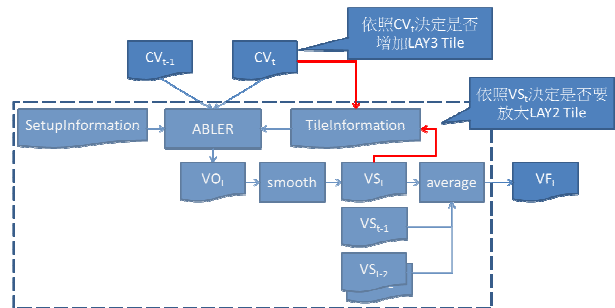 依照CVt決定是否
增加LAY3 Tile
CVt-1
CVt
依照VSt決定是否要
放大LAY2 Tile
SetupInformation
ABLER
TileInformation
VOt
smooth
VSt
average
VFt
VSt-1
VSt-2